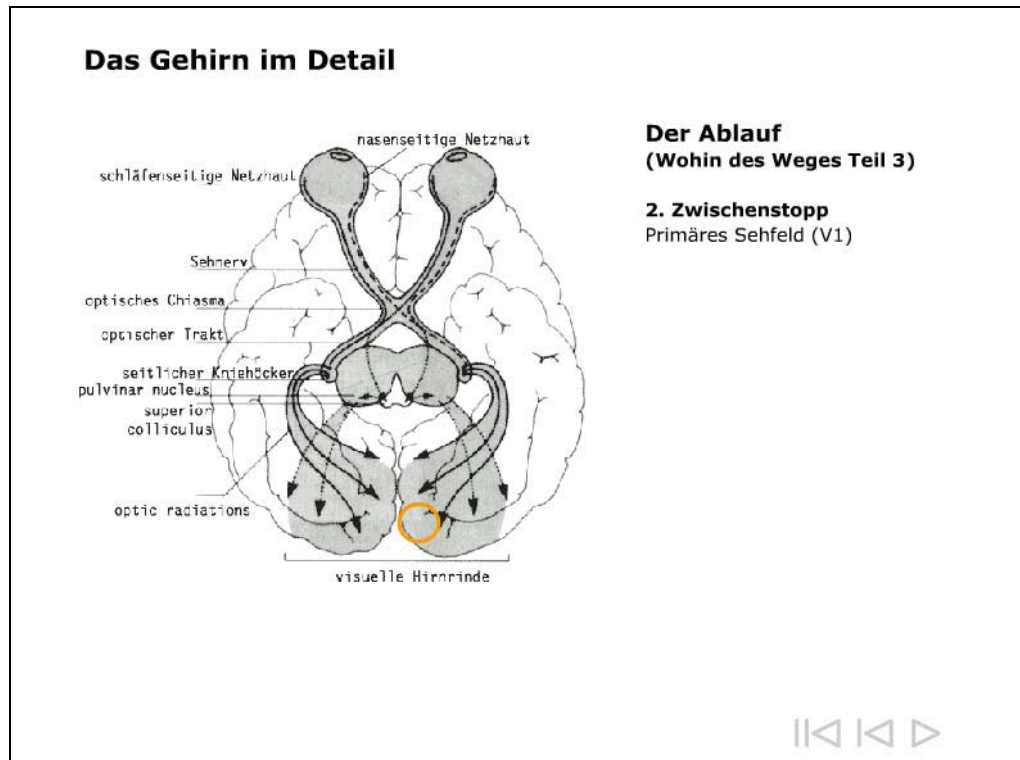 Das Gehirn im Detail
nasenseitige Netzhaut
schläfenseitige Netzhaut
Sehnerv
optisches Chiasma
optischer Trakt
seitlicher Kniehöcker
pulvinar nucleus
superior
colliculus
optic radiations
visuelle Hirnrinde
Der Ablauf
(Wohin des Weges Teil 3)
2. Zwischenstopp
Primäres Sehfeld (V1)